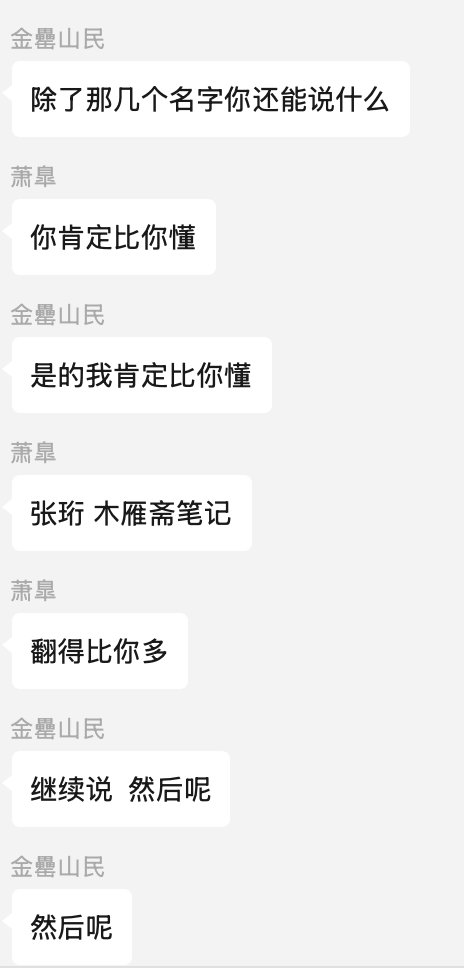 金罍山民
除了那几个名字你还能说什么
萧皐
你肯定比你懂
金罍山民
是的我肯定比你懂
萧皐
张珩 木雁斋笔记
萧皐
翻得比你多
金罍山民
继续说 然后呢
金罍山民
然后呢